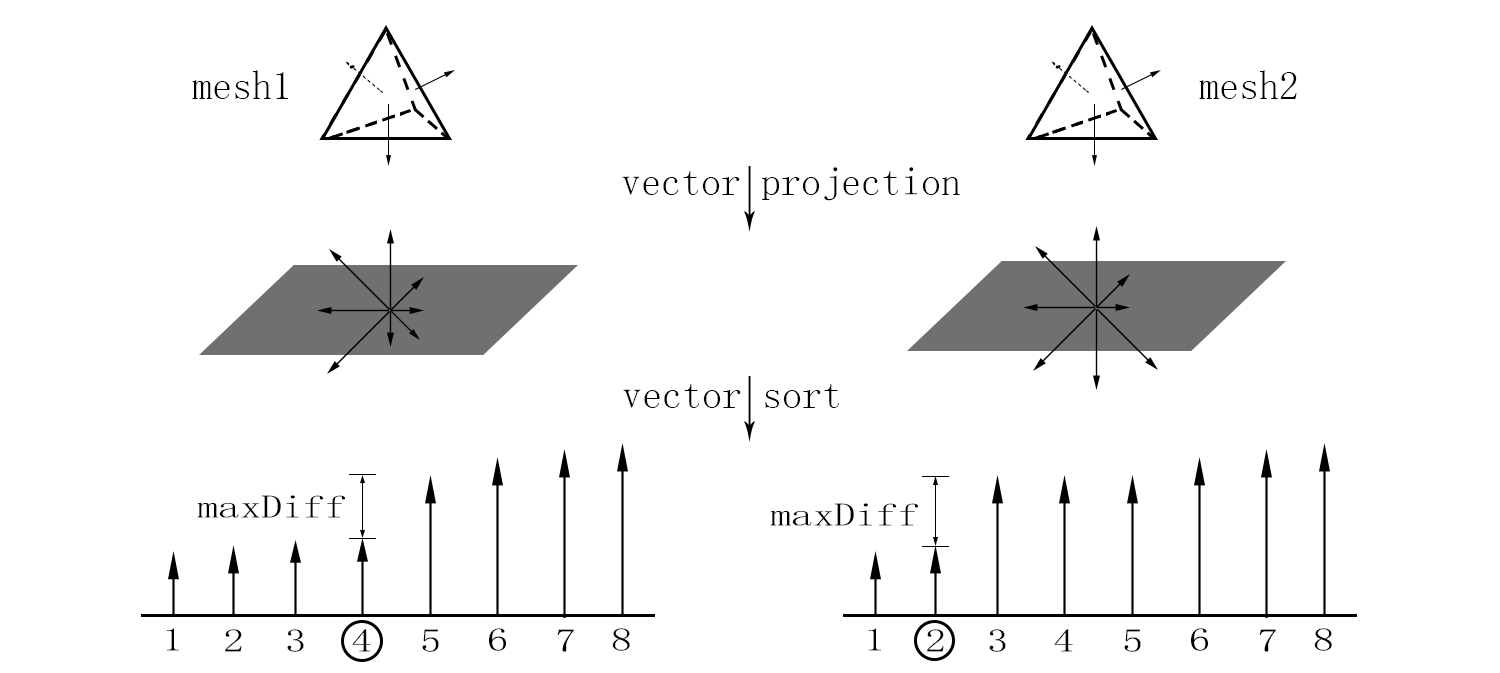 mesh1 mesh2
vector projection
vector sort
maxDiff maxDiff
1 2 3 4 5 6 7 8 1 2 3 4 5 6 7 8